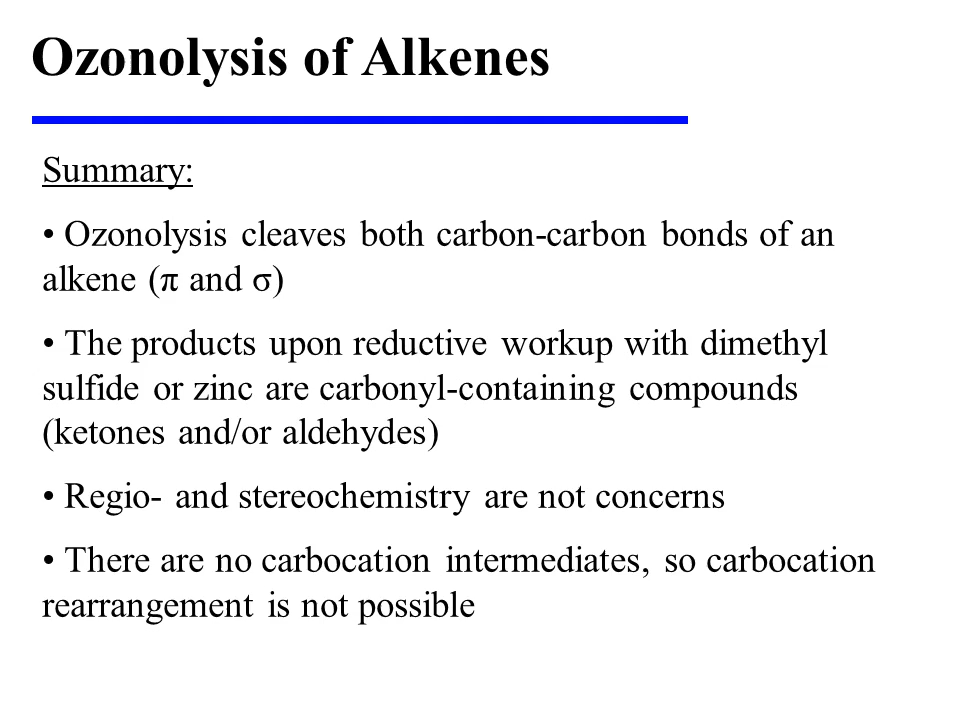 Ozonolysis of Alkenes
Summary:
• Ozonolysis cleaves both carbon-carbon bonds of an
alkene (π and σ)
• The products upon reductive workup with dimethyl
sulfide or zinc are carbonyl-containing compounds
(ketones and/or aldehydes)
• Regio- and stereochemistry are not concerns
• There are no carbocation intermediates, so carbocation
rearrangement is not possible